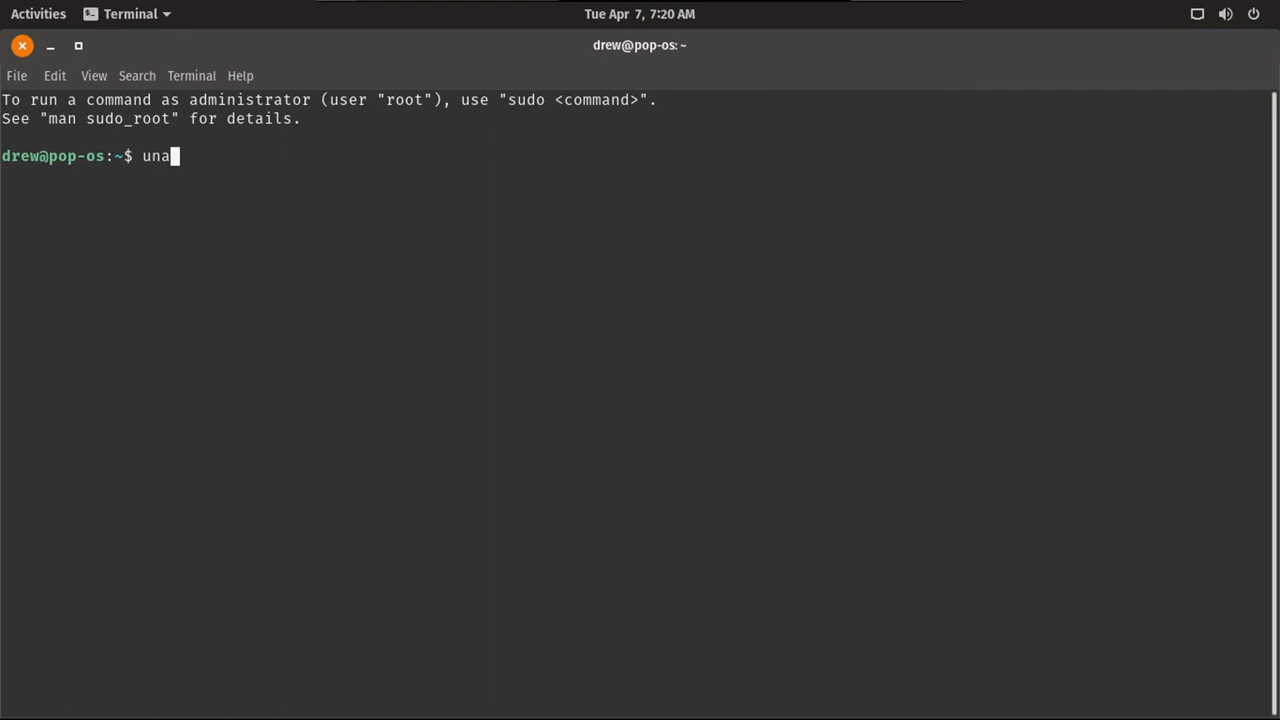 Activities Terminal Tue Apr 7, 7:20 AM
drew@pop-os: ~
File Edit View Search Terminal Help
To run a command as administrator (user "root"), use "sudo <command>".
See "man sudo_root" for details.
drew@pop-os:~$ una